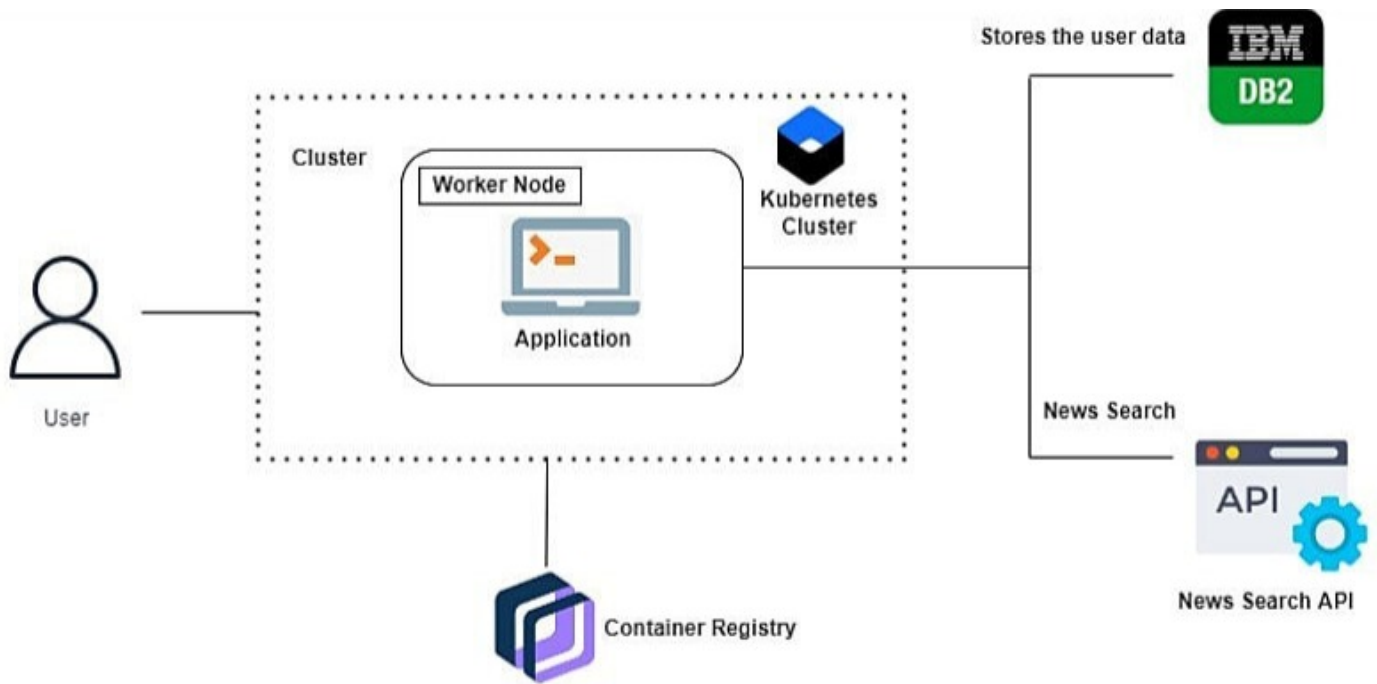 Stores the user data
IBM
DB2
Cluster
Worker Node
Kubernetes
Cluster
Application
User
News Search
API
News Search API
Container Registry